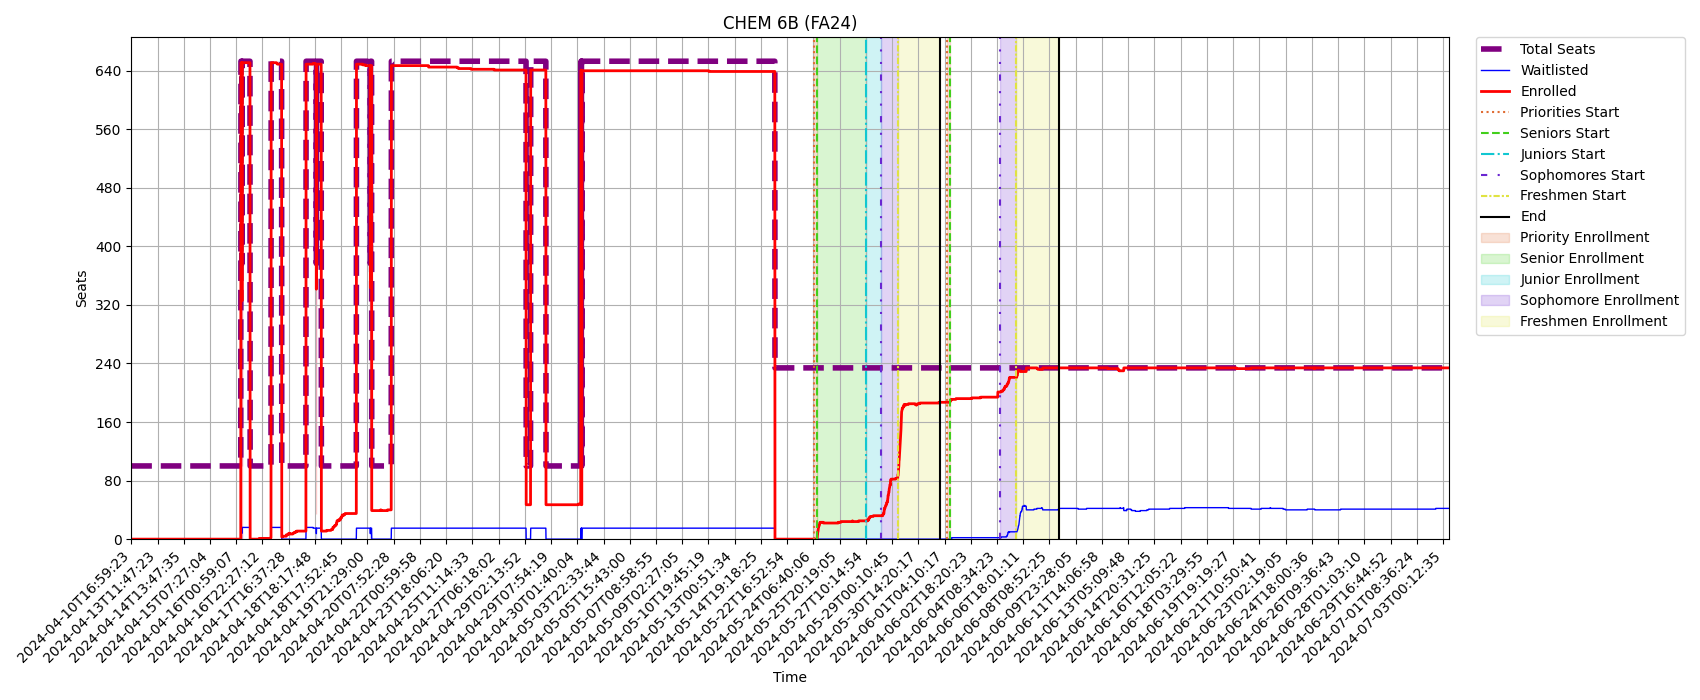 CHEM 6B (FA24)
Seats
640
560
480
400
320
240
160
80
0
2024-04-10T16:59:23
2024-04-13T11:47:23
2024-04-14T13:47:35
2024-04-15T07:27:04
2024-04-16T00:59:07
2024-04-16T22:27:12
2024-04-17T16:37:28
2024-04-18T18:17:48
2024-04-18T17:52:45
2024-04-19T21:29:00
2024-04-20T07:52:28
2024-04-22T00:59:58
2024-04-23T18:06:20
2024-04-25T11:14:33
2024-04-27T06:18:02
2024-04-29T02:13:52
2024-04-29T07:54:19
2024-04-30T01:40:04
2024-05-03T22:33:44
2024-05-05T15:43:00
2024-05-07T08:58:55
2024-05-09T02:27:05
2024-05-10T19:45:19
2024-05-13T00:51:34
2024-05-14T19:18:25
2024-05-22T16:52:54
2024-05-24T06:40:06
2024-05-25T20:19:05
2024-05-27T10:14:54
2024-05-29T00:10:45
2024-05-30T14:20:17
2024-06-01T04:10:17
2024-06-02T18:20:23
2024-06-04T08:34:23
2024-06-06T18:01:11
2024-06-08T08:52:25
2024-06-09T23:28:05
2024-06-11T14:06:58
2024-06-13T05:09:48
2024-06-14T20:31:25
2024-06-16T12:05:22
2024-06-18T03:29:55
2024-06-19T19:19:27
2024-06-21T10:50:41
2024-06-23T02:19:05
2024-06-24T18:00:36
2024-06-26T09:36:43
2024-06-28T01:03:10
2024-06-29T16:44:52
2024-07-01T08:36:24
2024-07-03T00:12:35
Time
Total Seats
Waitlisted
Enrolled
Priorities Start
Seniors Start
Juniors Start
Sophomores Start
Freshmen Start
End
Priority Enrollment
Senior Enrollment
Junior Enrollment
Sophomore Enrollment
Freshmen Enrollment